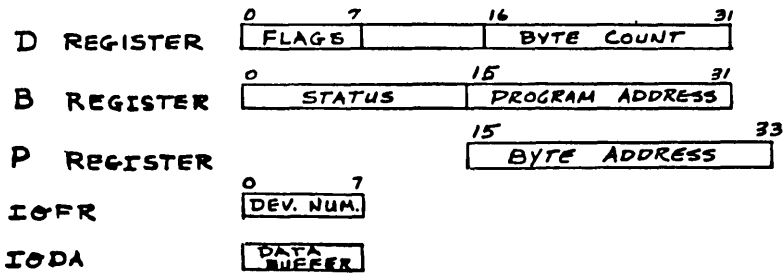 0 7 16 31
D REGISTER FLAGS BYTE COUNT
0 15 31
B REGISTER STATUS PROGRAM ADDRESS
15 33
P REGISTER BYTE ADDRESS
0 7
IOFR DEV. NUM.
IODA DATA BUFFER